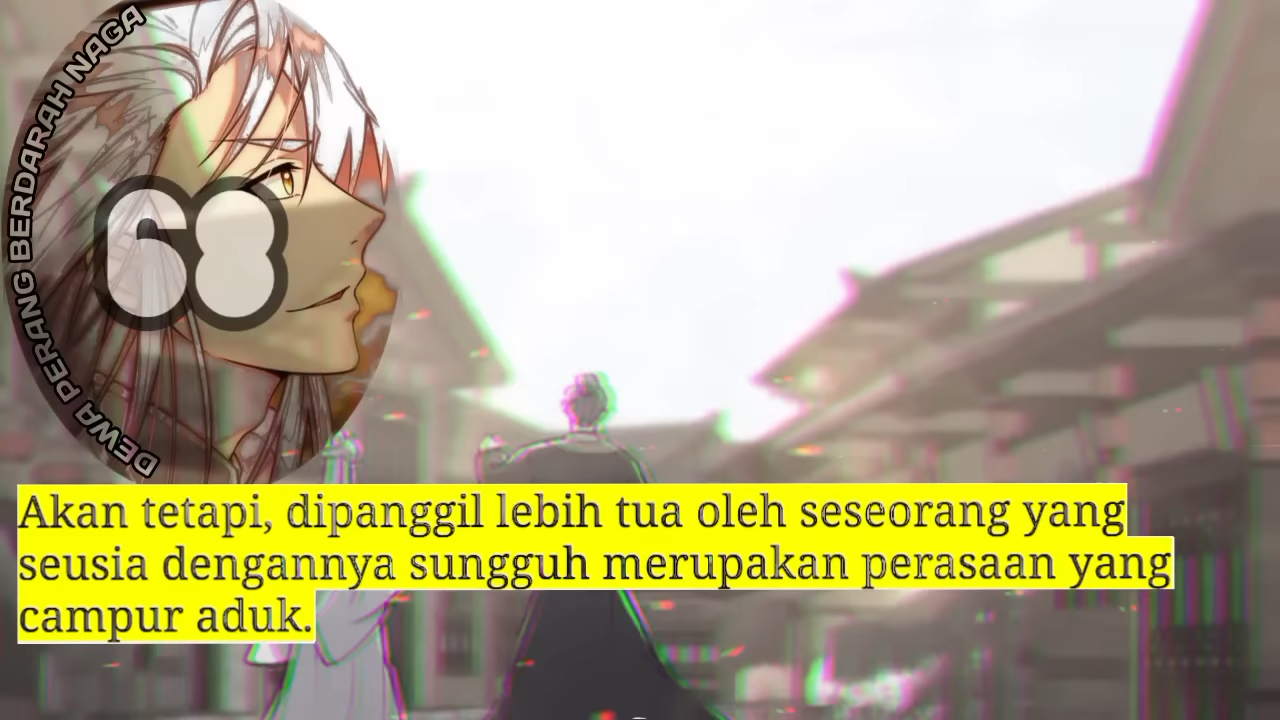 DEWA PERANG BERDARAH NAGA
68
Akan tetapi, dipanggil lebih tua oleh seseorang yang
seusia dengannya sungguh merupakan perasaan yang
campur aduk.